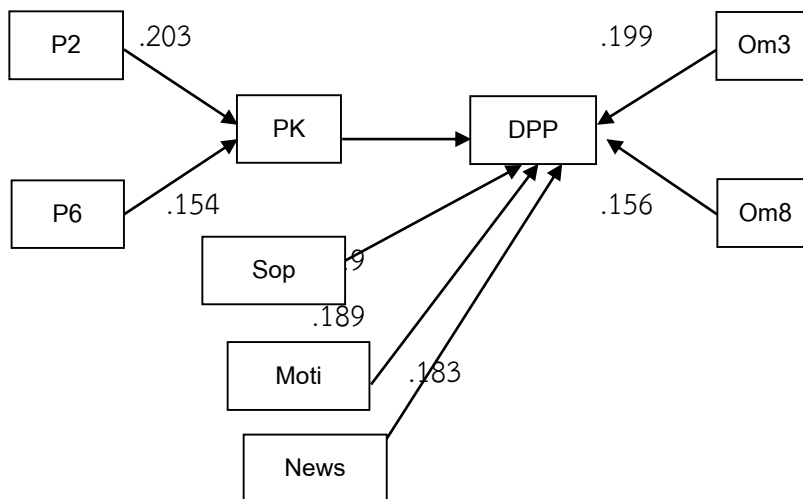 P2
.203
.199
Om3
PK
DPP
P6
.154
.156
Om8
Sop
.189
Moti
.183
News